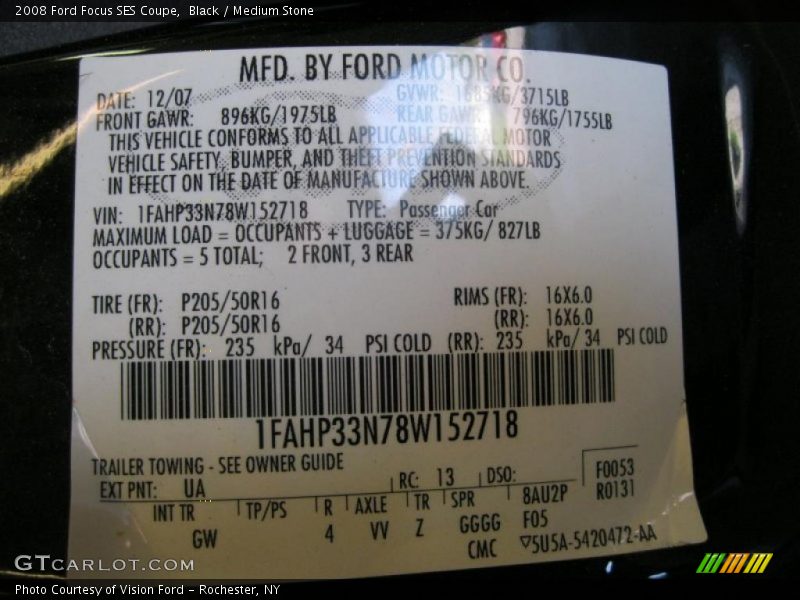 2008 Ford Focus SES Coupe,  Black / Medium Stone
MFD. BY FORD MOTOR CO.
DATE: 12/07 GVWR: 1685KG/3715LB
FRONT GAWR: 896KG/1975LB REAR GAWR: 796KG/1755LB
THIS VEHICLE CONFORMS TO ALL APPLICABLE FEDERAL MOTOR
VEHICLE SAFETY, BUMPER, AND THEFT PREVENTION STANDARDS
IN EFFECT ON THE DATE OF MANUFACTURE SHOWN ABOVE.
VIN: 1FAHP33N78W152718 TYPE: Passenger Car
MAXIMUM LOAD = OCCUPANTS + LUGGAGE = 375KG/ 827LB
OCCUPANTS = 5 TOTAL; 2 FRONT, 3 REAR
TIRE (FR): P205/50R16 RIMS (FR): 16X6.0
(RR): P205/50R16 (RR): 16X6.0
PRESSURE (FR): 235 kPa/ 34 PSI COLD (RR): 235 kPa/ 34 PSI COLD
1FAHP33N78W152718
TRAILER TOWING - SEE OWNER GUIDE F0053
EXT PNT: UA RC: 13 DSO: R0131
INT TR TP/PS R AXLE TR SPR 8AU2P
GW 4 VV Z GGGG F05
CMC ▽5U5A-5420472-AA
GTCARLOT.COM
Photo Courtesy of Vision Ford - Rochester, NY